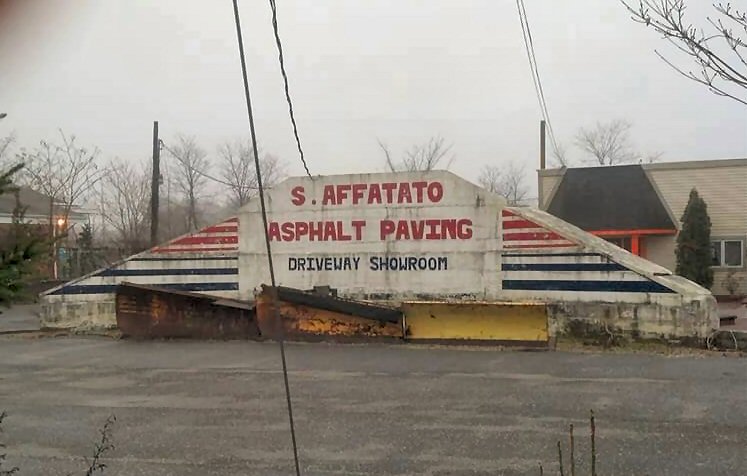 S. AFFATATO
ASPHALT PAVING
DRIVEWAY SHOWROOM